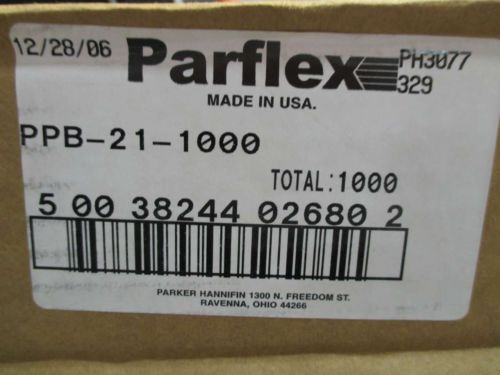 12/28/06 Parflex PH3077
329
MADE IN USA.
PPB-21-1000
TOTAL:1000
5 00 38244 02680 2
PARKER HANNIFIN 1300 N. FREEDOM ST.
RAVENNA, OHIO 44266